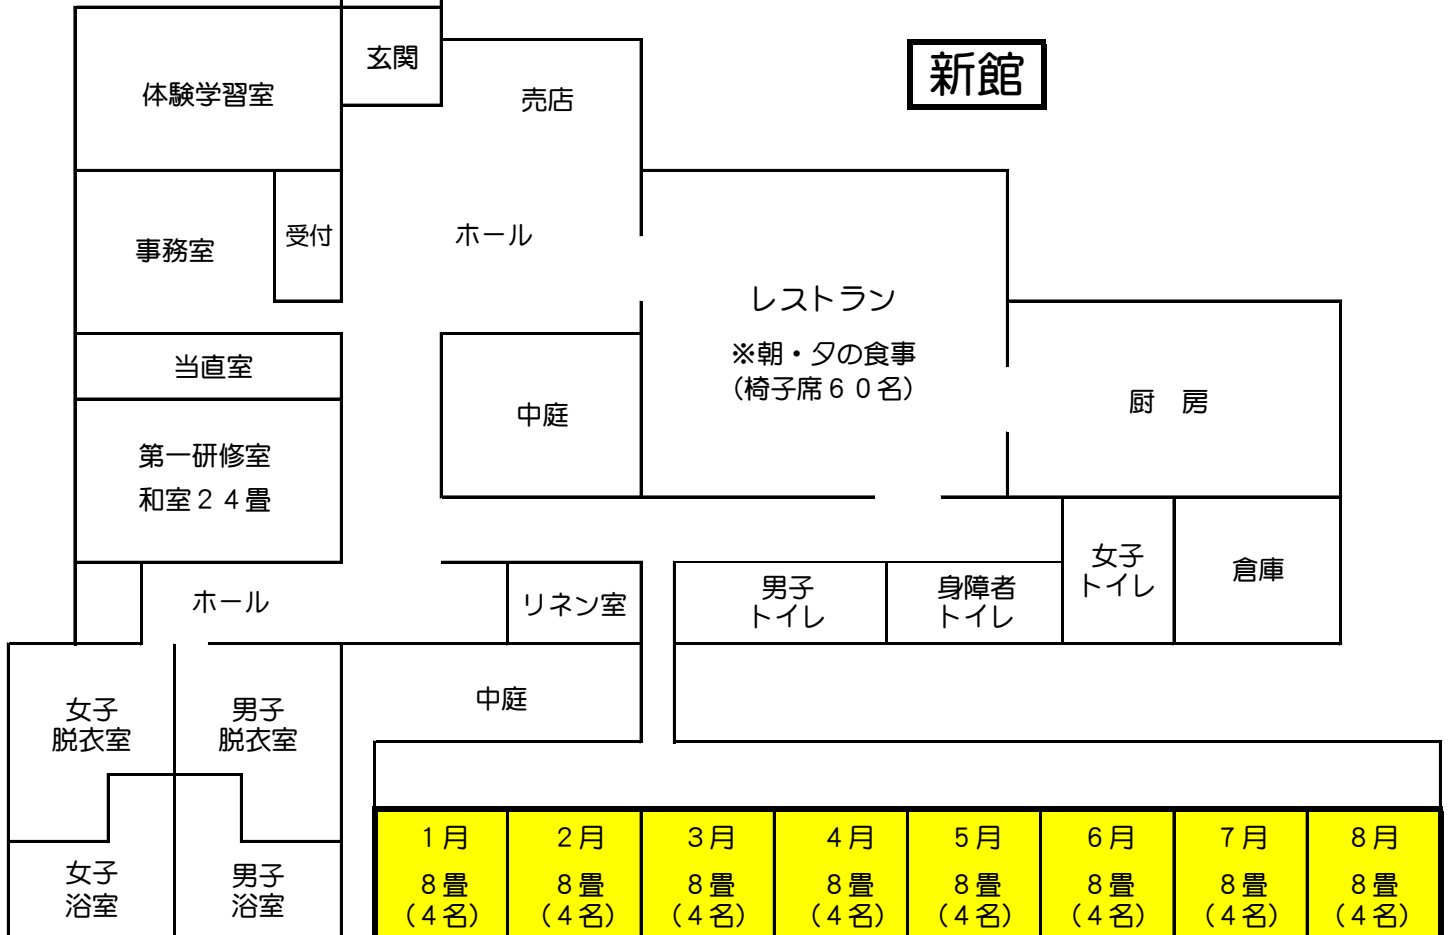 新館
玄関
体験学習室
売店
事務室
受付
ホール
レストラン
※朝・夕の食事
（椅子席６０名）
当直室
中庭
厨　房
第一研修室
和室２４畳
ホール
リネン室
男子
トイレ
身障者
トイレ
女子
トイレ
倉庫
女子
脱衣室
男子
脱衣室
中庭
女子
浴室
男子
浴室
１月
８畳
（４名）
２月
８畳
（４名）
３月
８畳
（４名）
４月
８畳
（４名）
５月
８畳
（４名）
６月
８畳
（４名）
７月
８畳
（４名）
８月
８畳
（４名）